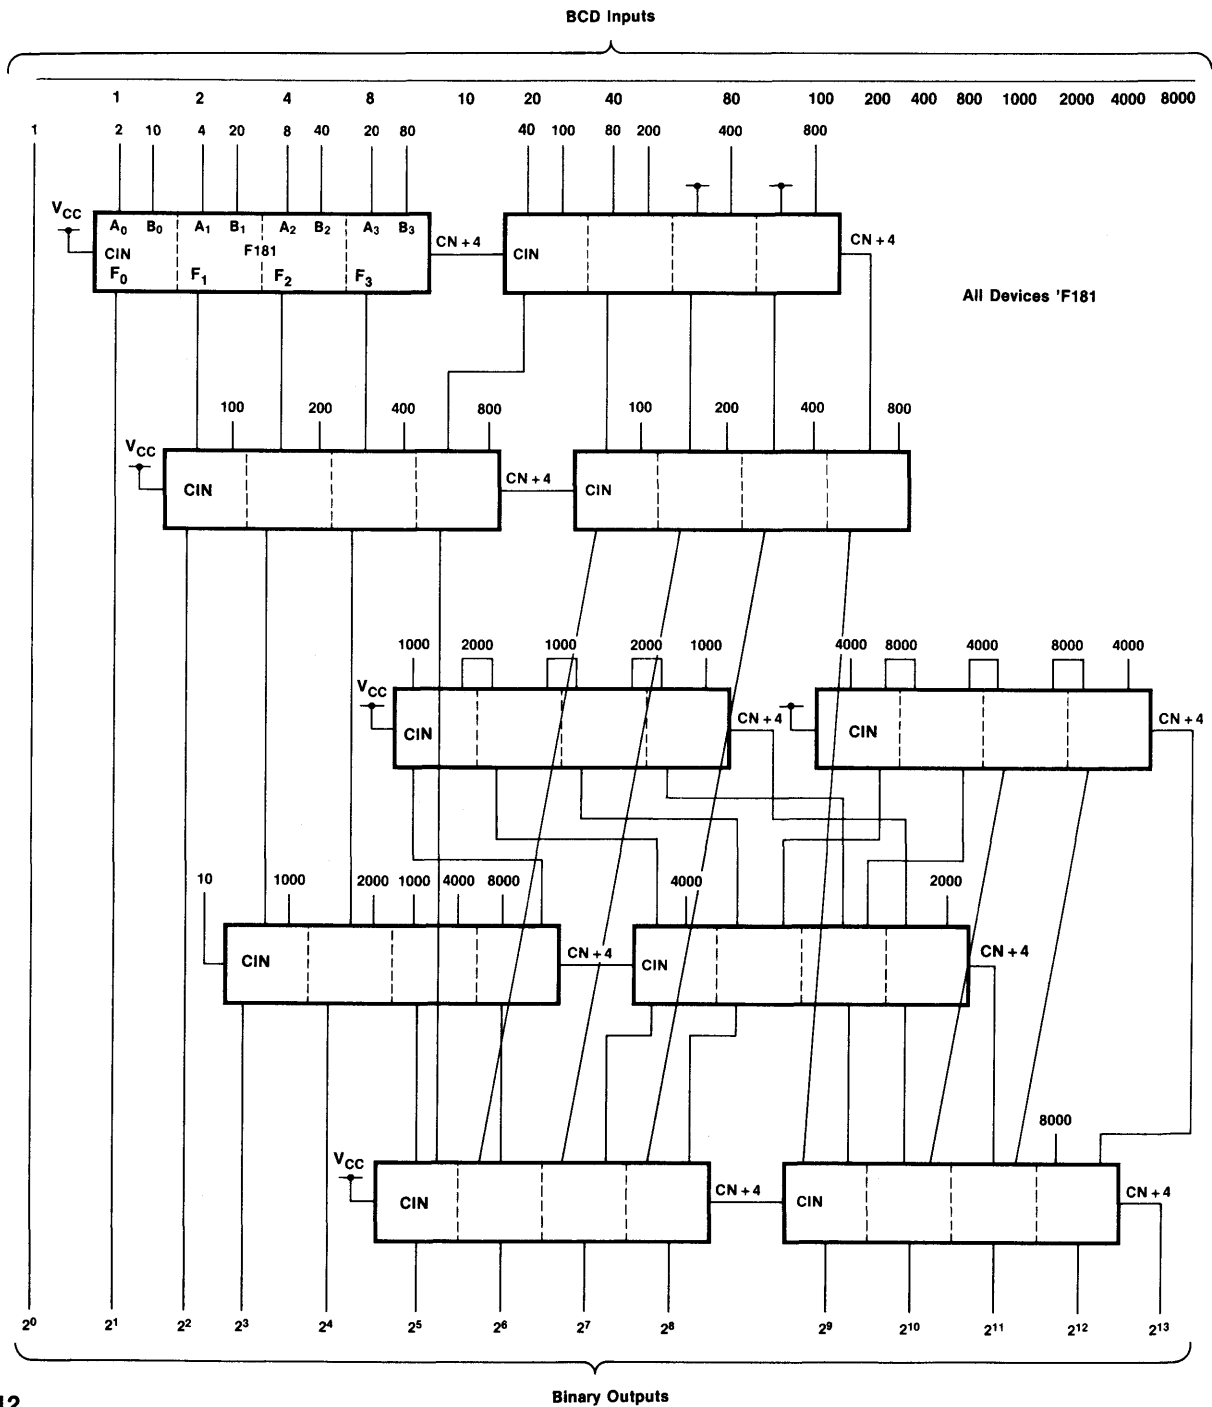 BCD Inputs
1 2 4 8 10 20 40 80 100 200 400 800 1000 2000 4000 8000
1 2 10 4 20 8 40 20 80 40 100 80 200 400 800
VCC
A0 B0 A1 B1 A2 B2 A3 B3
CIN F181 CN + 4 CIN CN + 4
F0 F1 F2 F3
All Devices 'F181
100 200 400 800 100 200 400 800
VCC
CIN CN + 4 CIN
1000 2000 1000 2000 1000 4000 8000 4000 8000 4000
VCC
CIN CN + 4 CIN CN + 4
10 1000 2000 1000 4000 8000 4000 2000
CIN CN + 4 CIN CN + 4
8000
VCC
CIN CN + 4 CIN CN + 4
2⁰ 2¹ 2² 2³ 2⁴ 2⁵ 2⁶ 2⁷ 2⁸ 2⁹ 2¹⁰ 2¹¹ 2¹² 2¹³
Binary Outputs